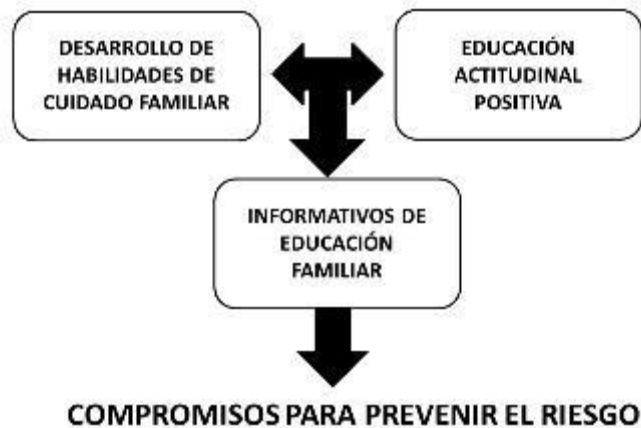 DESARROLLO DE
HABILIDADES DE
CUIDADO FAMILIAR
EDUCACIÓN
ACTITUDINAL
POSITIVA
INFORMATIVOS DE
EDUCACIÓN
FAMILIAR
COMPROMISOS PARA PREVENIR EL RIESGO